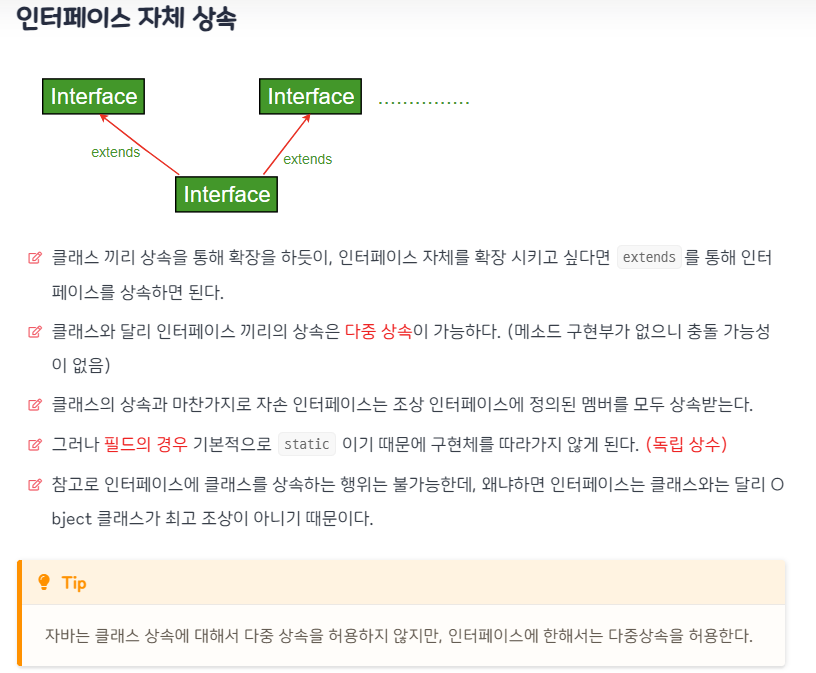 인터페이스 자체 상속
Interface
Interface
...............
extends
extends
Interface
클래스 끼리 상속을 통해 확장을 하듯이, 인터페이스 자체를 확장 시키고 싶다면 extends 를 통해 인터
페이스를 상속하면 된다.
클래스와 달리 인터페이스 끼리의 상속은 다중 상속이 가능하다. (메소드 구현부가 없으니 충돌 가능성
이 없음)
클래스의 상속과 마찬가지로 자손 인터페이스는 조상 인터페이스에 정의된 멤버를 모두 상속받는다.
그러나 필드의 경우 기본적으로 static 이기 때문에 구현체를 따라가지 않게 된다. (독립 상수)
참고로 인터페이스에 클래스를 상속하는 행위는 불가능한데, 왜냐하면 인터페이스는 클래스와는 달리 O
bject 클래스가 최고 조상이 아니기 때문이다.
Tip
자바는 클래스 상속에 대해서 다중 상속을 허용하지 않지만, 인터페이스에 한해서는 다중상속을 허용한다.